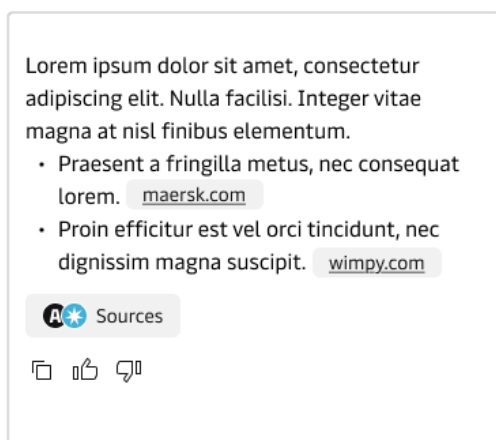 Lorem ipsum dolor sit amet, consectetur
adipiscing elit. Nulla facilisi. Integer vitae
magna at nisl finibus elementum.
• Praesent a fringilla metus, nec consequat
lorem. maersk.com
• Proin efficitur est vel orci tincidunt, nec
dignissim magna suscipit. wimpy.com
A Sources